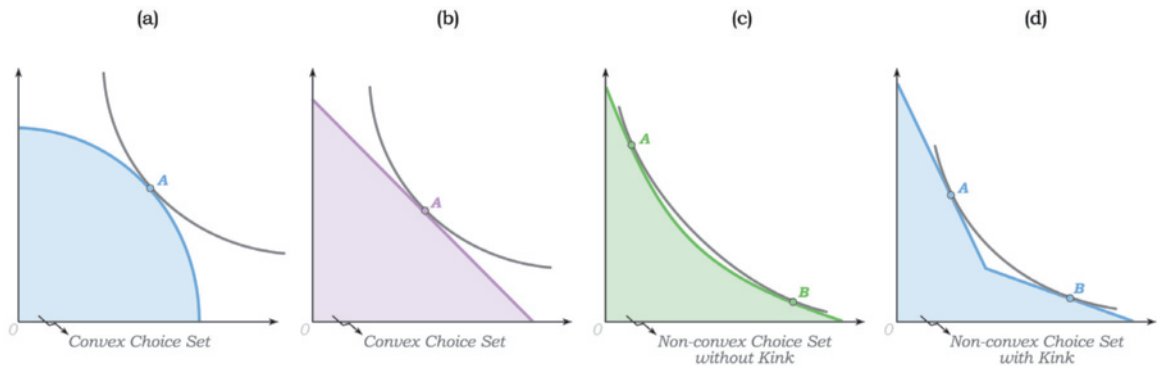 (a)
(b)
(c)
(d)
A
A
A
B
A
B
0
0
0
0
Convex Choice Set
Convex Choice Set
Non-convex Choice Set
without Kink
Non-convex Choice Set
with Kink